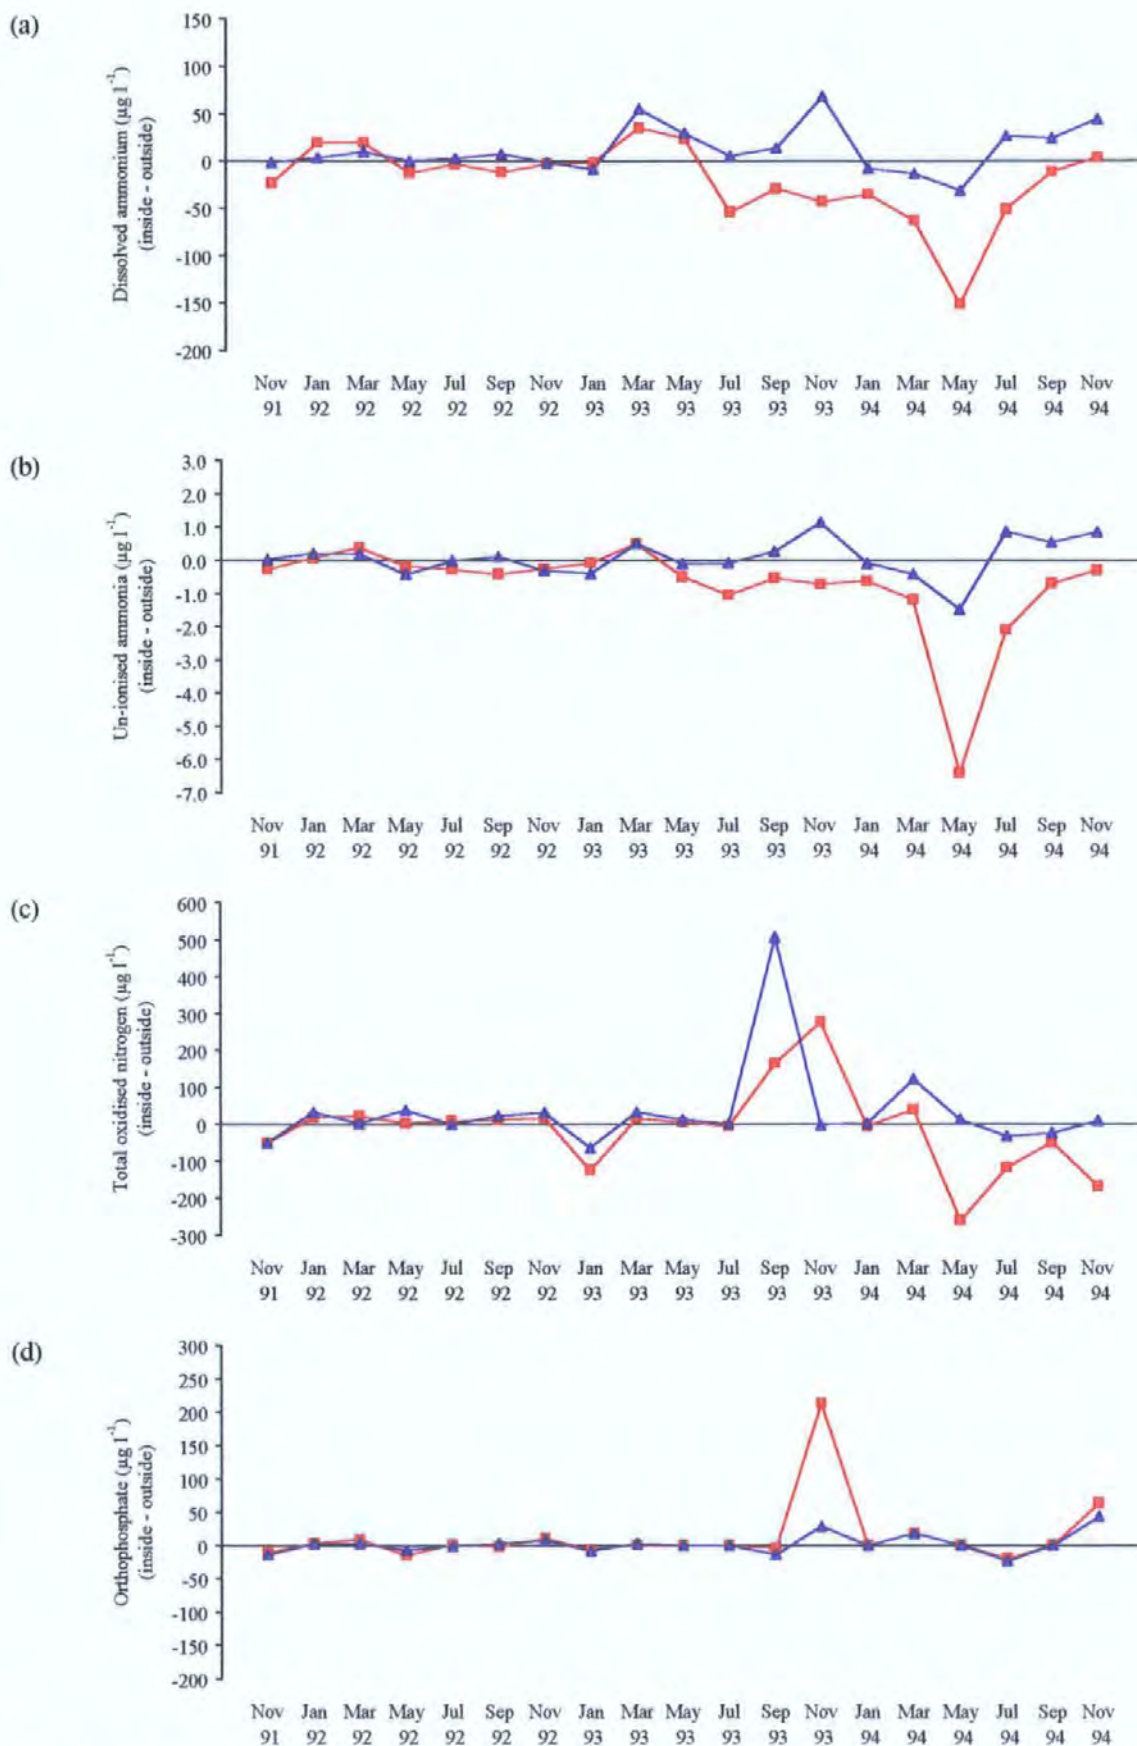 (a)
Dissolved ammonium (µg l⁻¹)
(inside - outside)
150
100
50
0
-50
-100
-150
-200
Nov Jan Mar May Jul Sep Nov Jan Mar May Jul Sep Nov Jan Mar May Jul Sep Nov
91 92 92 92 92 92 92 93 93 93 93 93 93 94 94 94 94 94 94
(b)
Un-ionised ammonia (µg l⁻¹)
(inside - outside)
3.0
2.0
1.0
0.0
-1.0
-2.0
-3.0
-4.0
-5.0
-6.0
-7.0
Nov Jan Mar May Jul Sep Nov Jan Mar May Jul Sep Nov Jan Mar May Jul Sep Nov
91 92 92 92 92 92 92 93 93 93 93 93 93 94 94 94 94 94 94
(c)
Total oxidised nitrogen (µg l⁻¹)
(inside - outside)
600
500
400
300
200
100
0
-100
-200
-300
Nov Jan Mar May Jul Sep Nov Jan Mar May Jul Sep Nov Jan Mar May Jul Sep Nov
91 92 92 92 92 92 92 93 93 93 93 93 93 94 94 94 94 94 94
(d)
Orthophosphate (µg l⁻¹)
(inside - outside)
300
250
200
150
100
50
0
-50
-100
-150
-200
Nov Jan Mar May Jul Sep Nov Jan Mar May Jul Sep Nov Jan Mar May Jul Sep Nov
91 92 92 92 92 92 92 93 93 93 93 93 93 94 94 94 94 94 94